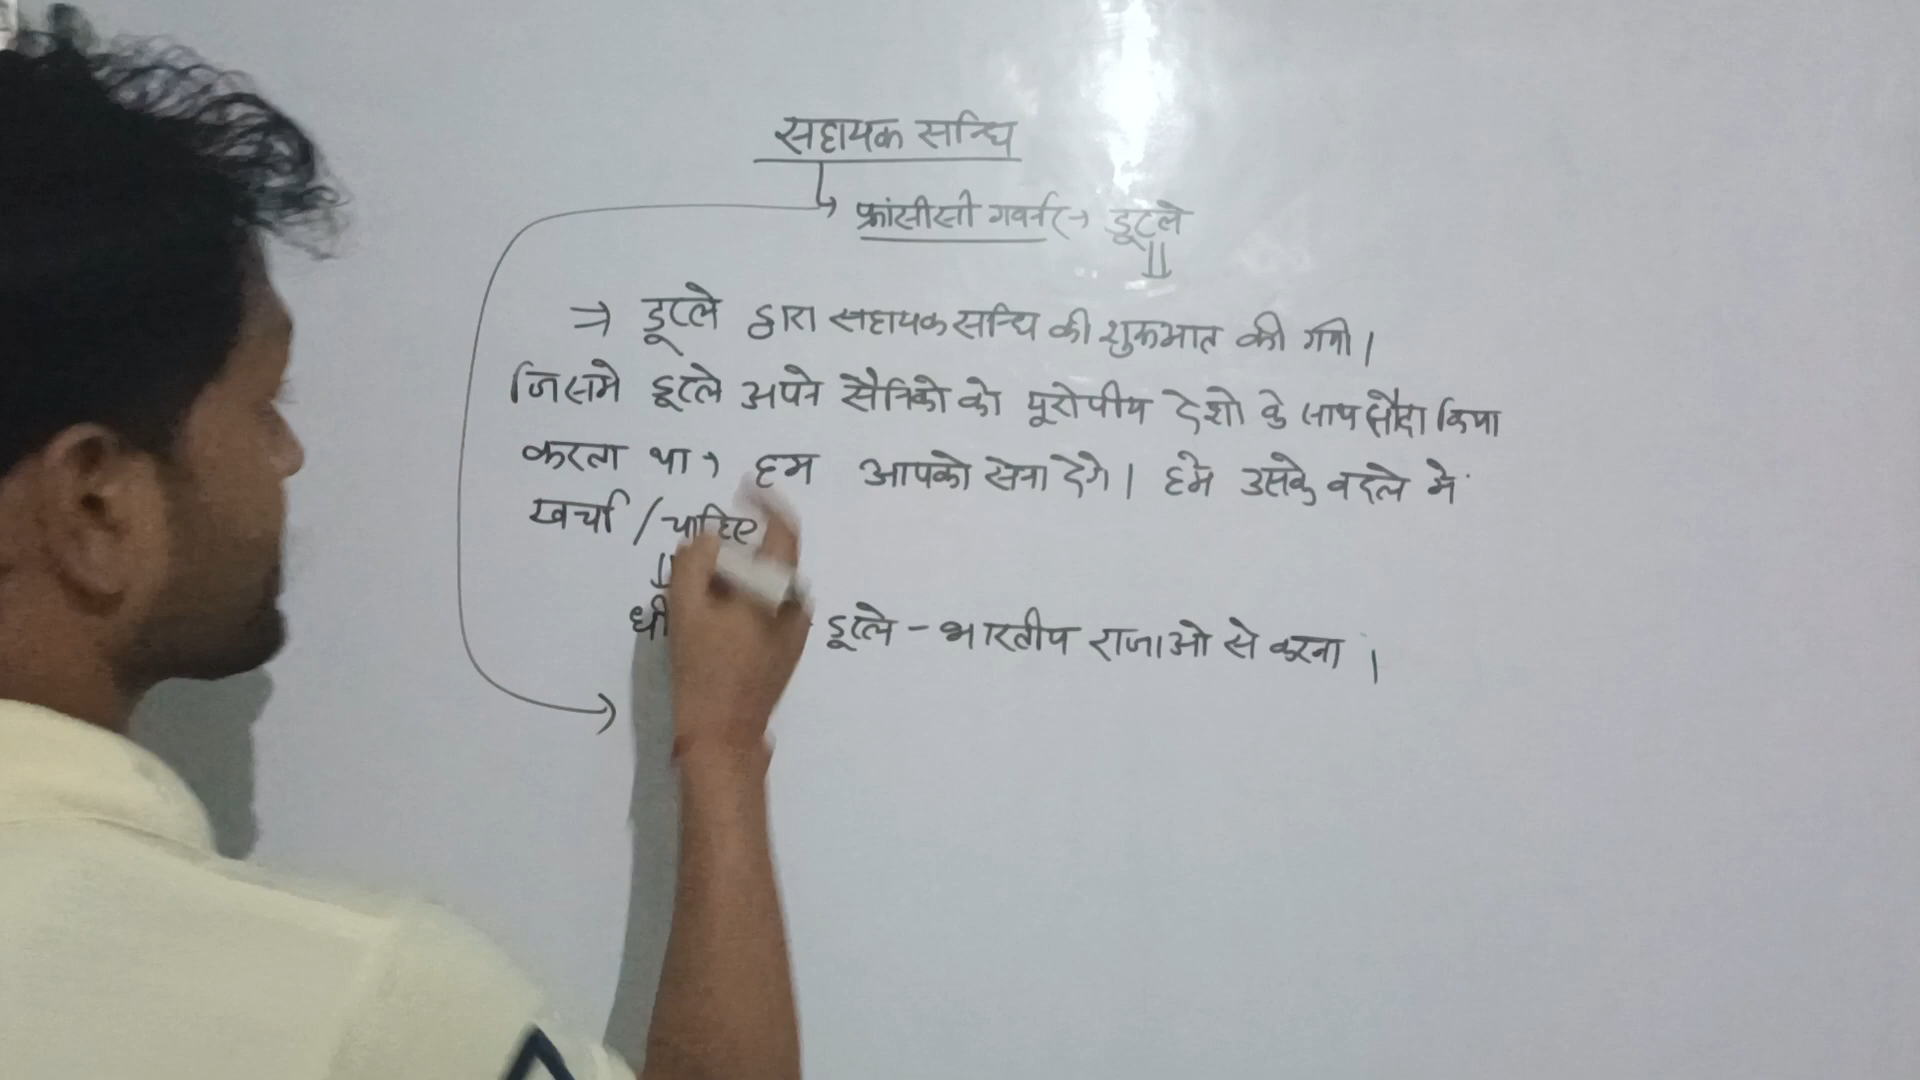 सहायक सन्धि
फ्रांसीसी गवर्नर → डूप्ले
⇒ डूप्ले द्वारा सहायक सन्धि की शुरुआत की गयी।
जिसमे डूप्ले अपने सैनिको को यूरोपीय देशो के साथ सौदा किया
करता था, हम आपको सेना देंगे। हमे उसके बदले में
खर्चा / चाहिए
धी डूप्ले - भारतीय राजाओ से करना।